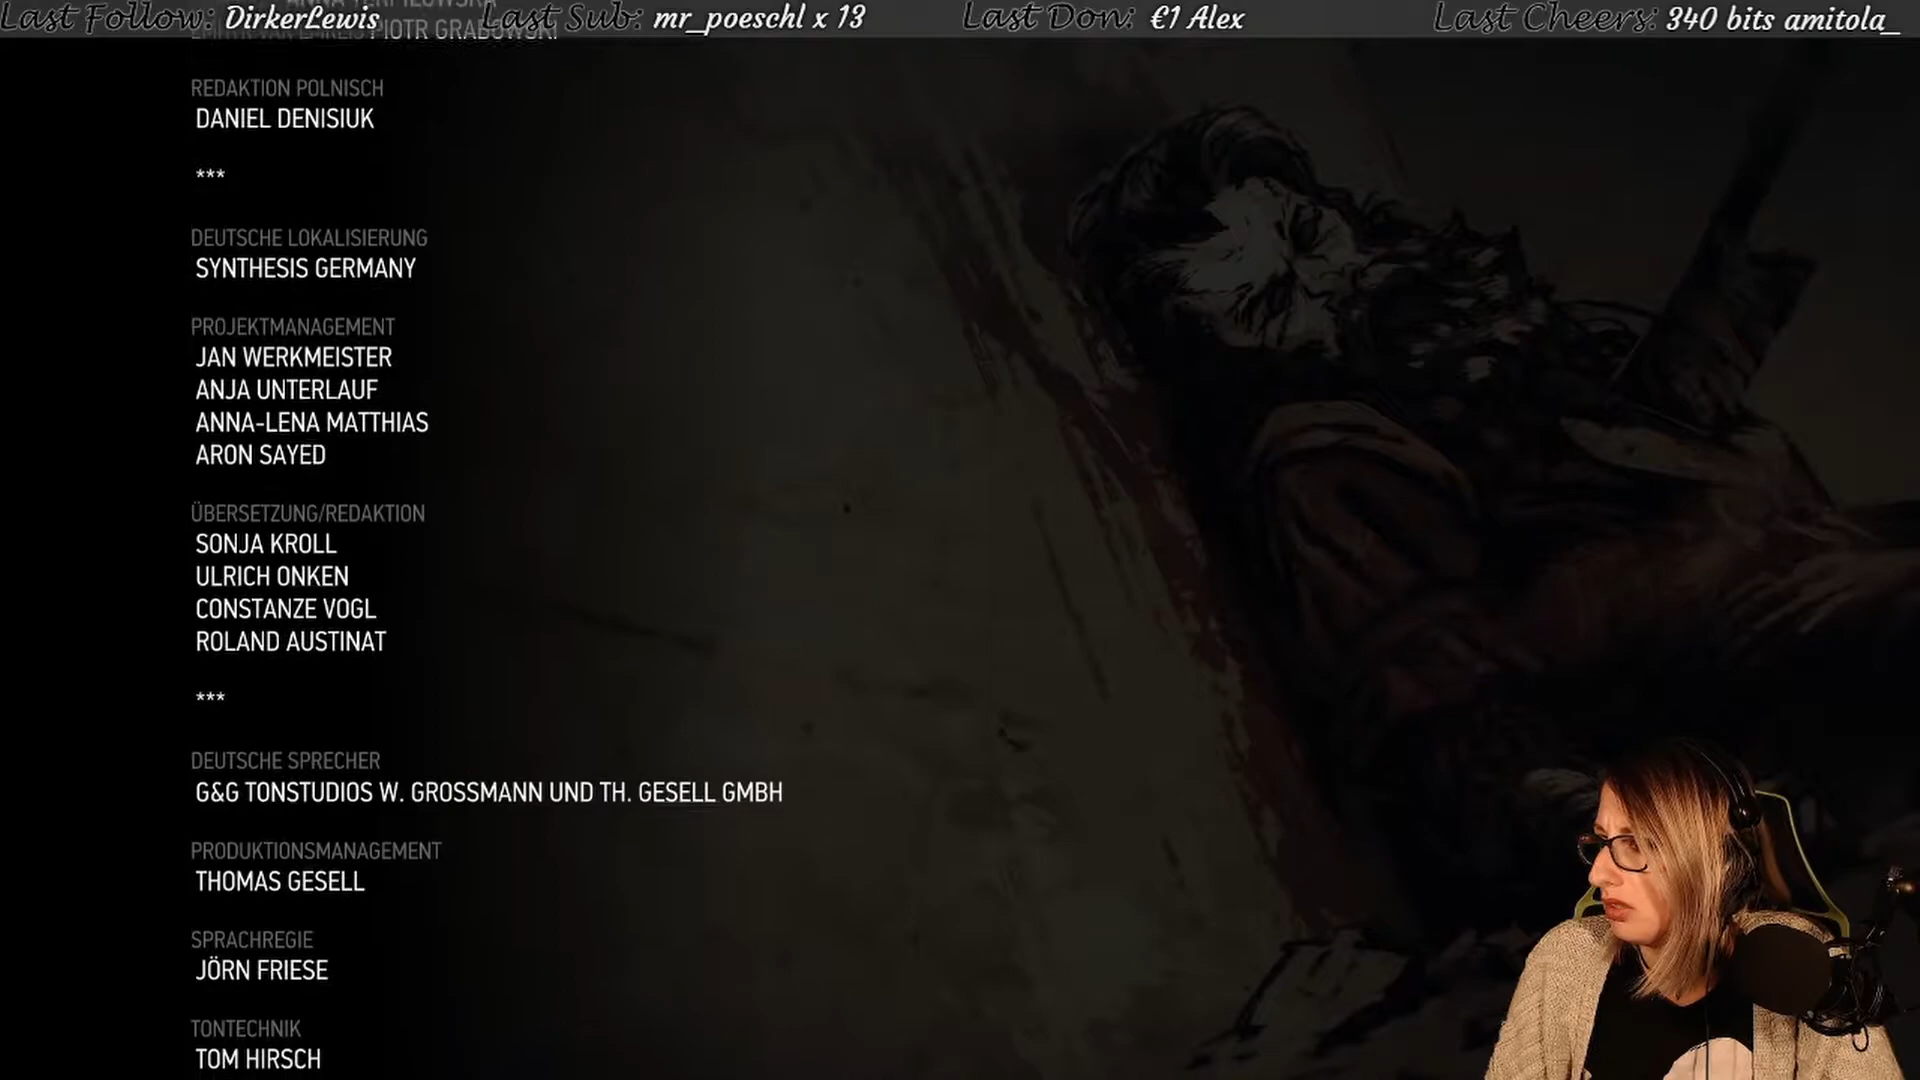 Last Follow: DirkerLewis Last Sub: mr_poeschl x 13 Last Don: €1 Alex Last Cheers: 340 bits amitola_
PIOTR GRABOWSKI
REDAKTION POLNISCH
DANIEL DENISIUK
***
DEUTSCHE LOKALISIERUNG
SYNTHESIS GERMANY
PROJEKTMANAGEMENT
JAN WERKMEISTER
ANJA UNTERLAUF
ANNA-LENA MATTHIAS
ARON SAYED
ÜBERSETZUNG/REDAKTION
SONJA KROLL
ULRICH ONKEN
CONSTANZE VOGL
ROLAND AUSTINAT
***
DEUTSCHE SPRECHER
G&G TONSTUDIOS W. GROSSMANN UND TH. GESELL GMBH
PRODUKTIONSMANAGEMENT
THOMAS GESELL
SPRACHREGIE
JÖRN FRIESE
TONTECHNIK
TOM HIRSCH